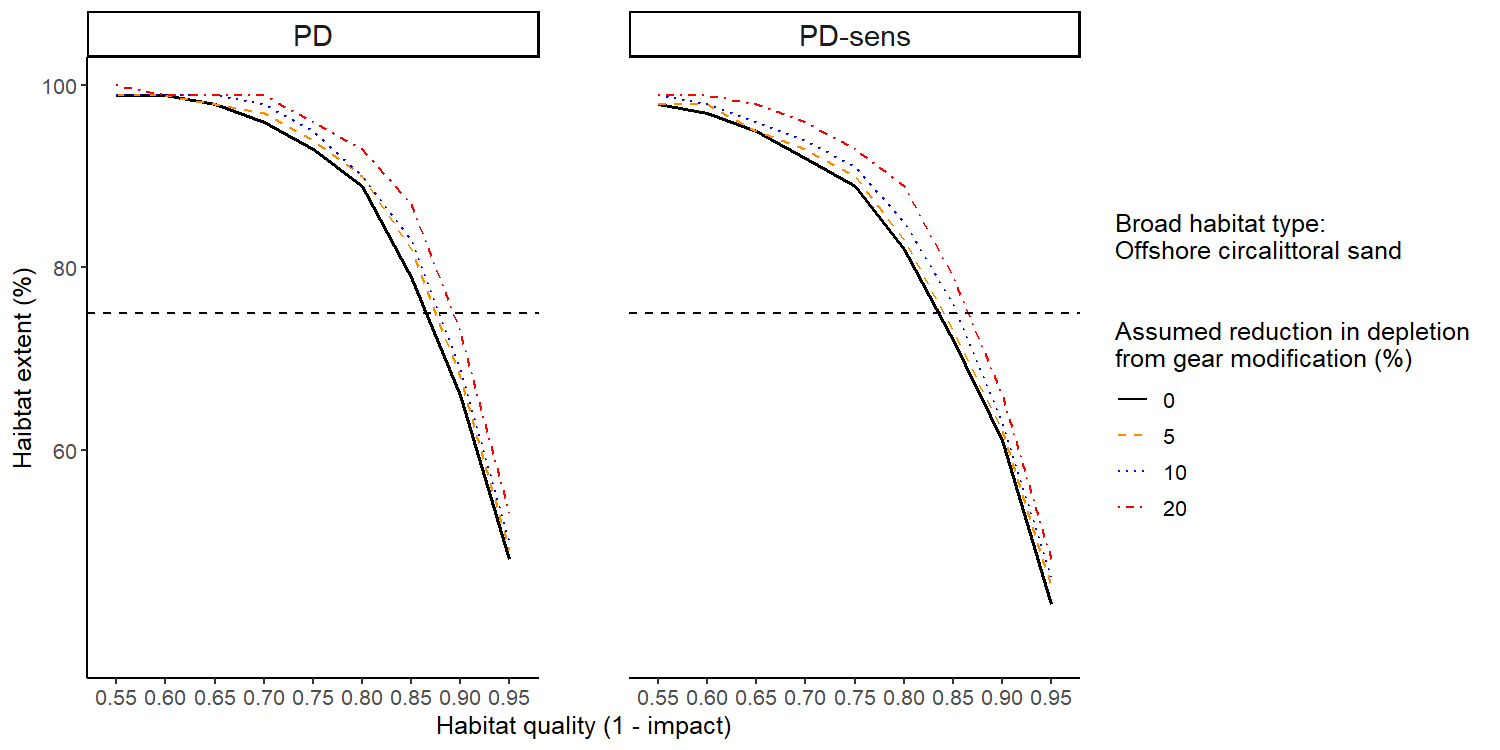 PD
PD-sens
Haibtat extent (%)
100
80
60
0.55 0.60 0.65 0.70 0.75 0.80 0.85 0.90 0.95
0.55 0.60 0.65 0.70 0.75 0.80 0.85 0.90 0.95
Habitat quality (1 - impact)
Broad habitat type:
Offshore circalittoral sand
Assumed reduction in depletion
from gear modification (%)
0
5
10
20